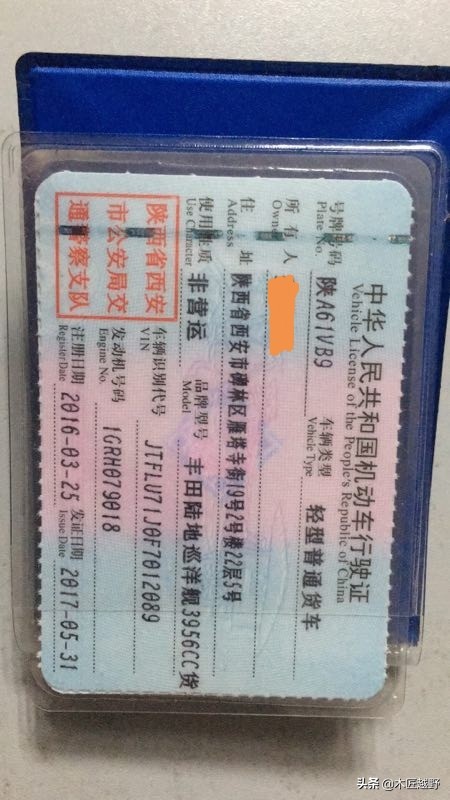 中华人民共和国机动车行驶证
Vehicle License of the People's Republic of China
号牌号码 陕A61VB9 车辆类型 轻型普通货车
Plate No. Vehicle Type
所有人
Owner
住 址 陕西省西安市碑林区雁塔寺街19号7号楼22层5号
Address
使用性质 非营运 品牌型号 丰田陆地巡洋舰3956CC货
Use Character Model
陕西省西安
市公安局交
通警察支队
车辆识别代号 JTFLU71J0F7012089
VIN
发动机号码 1GRH079018
Engine No.
注册日期 2016-03-25 发证日期 2017-05-31
Register Date Issue Date
头条 @木匠越野